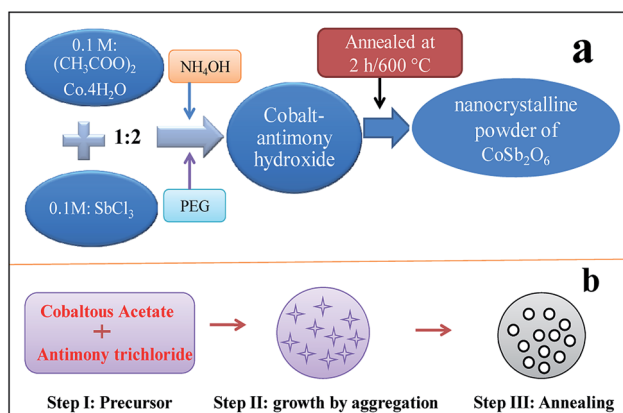 a
0.1 M:
(CH₃COO)₂
Co.4H₂O
NH₄OH
Annealed at
2 h/600 °C
1:2
Cobalt-
antimony
hydroxide
nanocrystalline
powder of
CoSb₂O₆
0.1M: SbCl₃
PEG
b
Cobaltous Acetate
+
Antimony trichloride
Step I: Precursor
Step II: growth by aggregation
Step III: Annealing